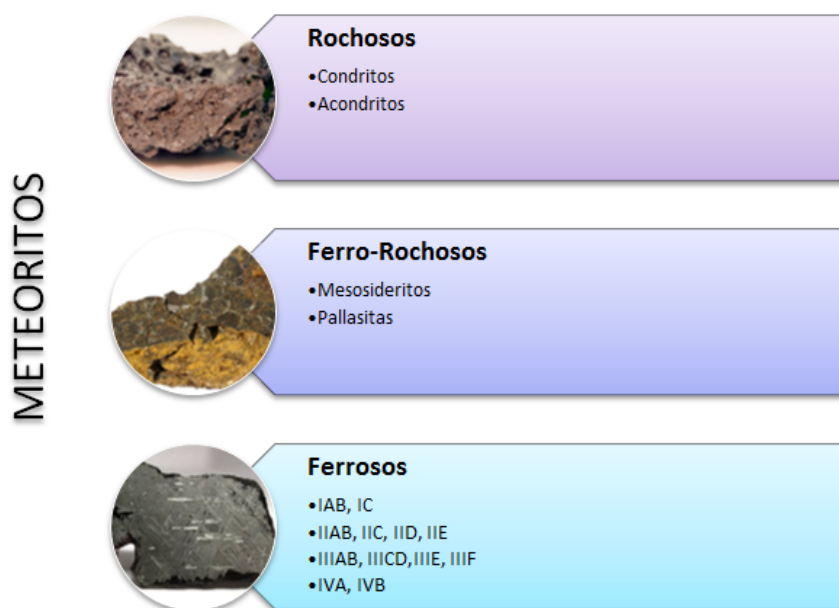 METEORITOS
Rochosos
•Condritos
•Acondritos
Ferro-Rochosos
•Mesosideritos
•Pallasitas
Ferrosos
•IAB, IC
•IIAB, IIC, IID, IIE
•IIIAB, IIICD,IIIE, IIIF
•IVA, IVB